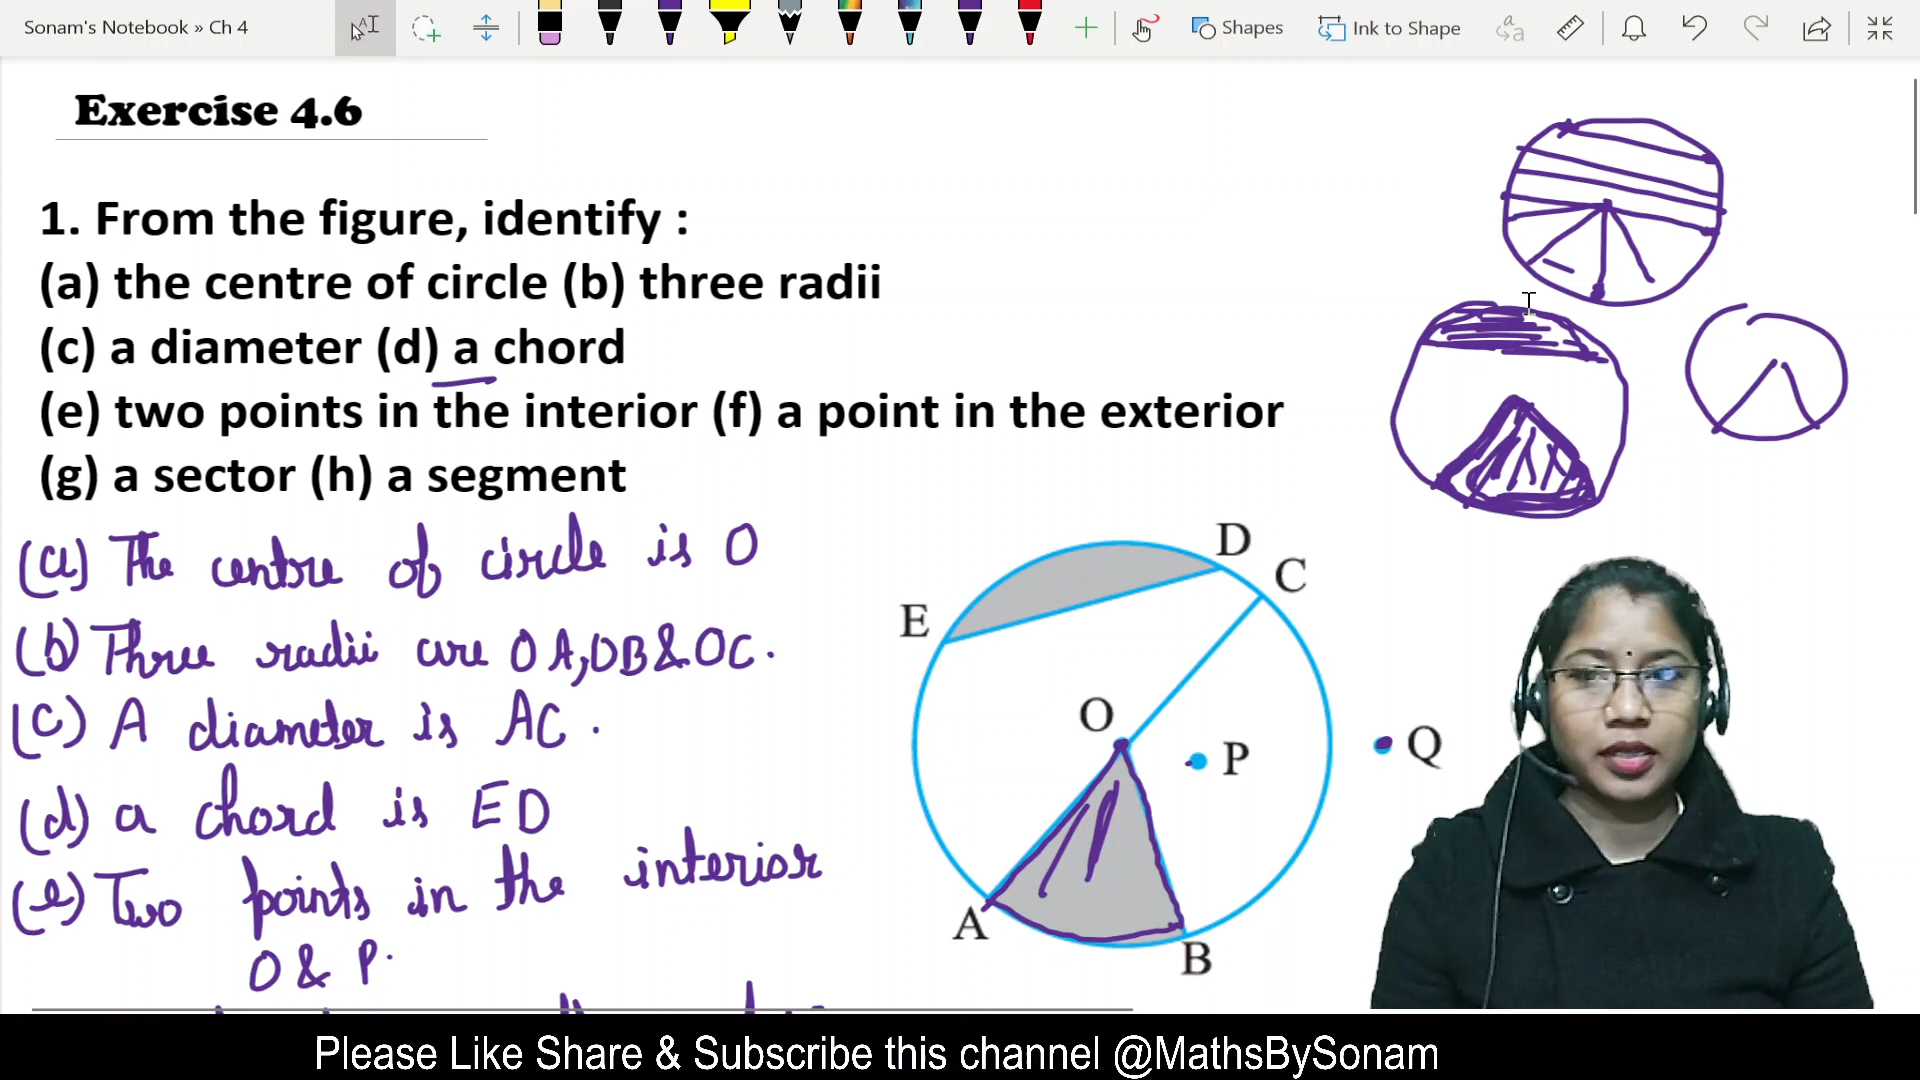 Sonam's Notebook » Ch 4
Shapes
Ink to Shape
Exercise 4.6
1. From the figure, identify :
(a) the centre of circle (b) three radii
(c) a diameter (d) a chord
(e) two points in the interior (f) a point in the exterior
(g) a sector (h) a segment
(a) The centre of circle is O
(b) Three radii are OA, OB & OC.
(c) A diameter is AC.
(d) a chord is ED
(e) Two points in the interior
O & P.
D
C
E
O
P
Q
A
B
Please Like Share & Subscribe this channel @MathsBySonam